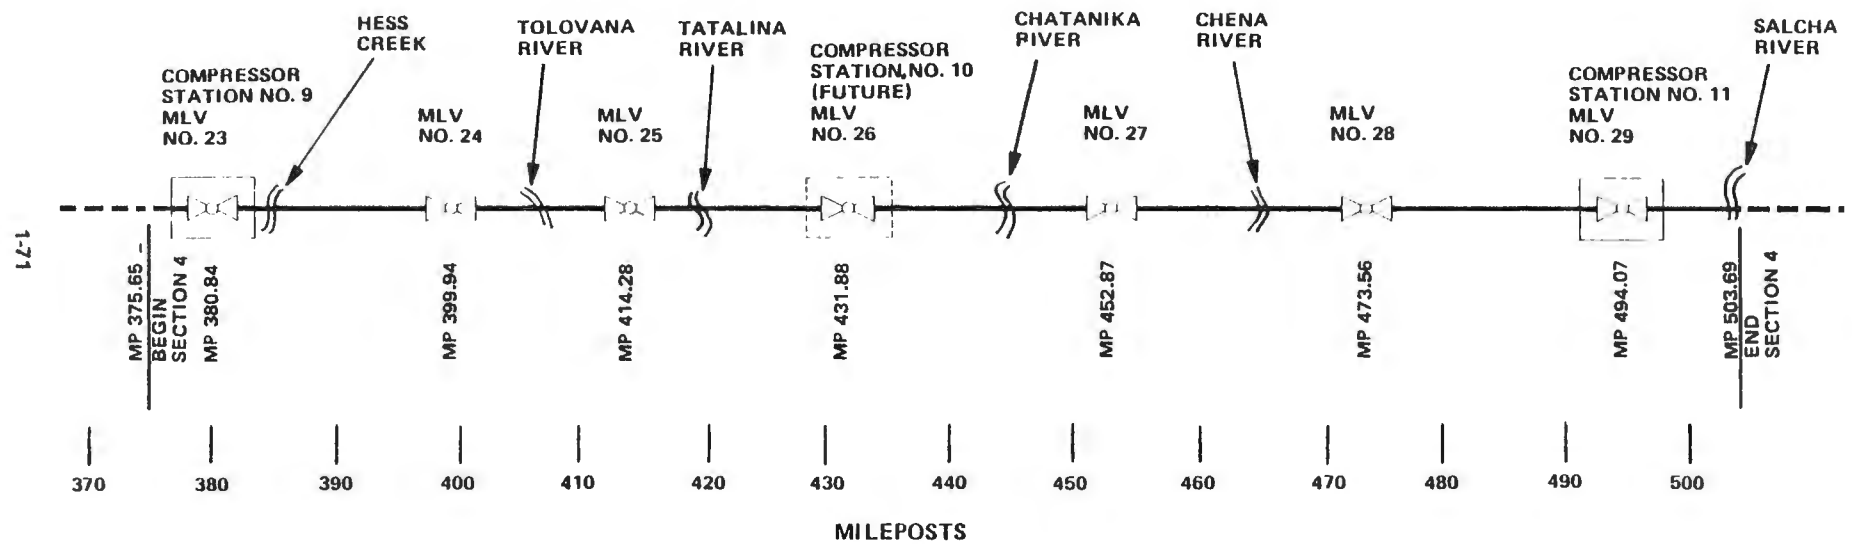 HESS
CREEK
TOLOVANA
RIVER
TATALINA
RIVER
CHATANIKA
RIVER
CHENA
RIVER
SALCHA
RIVER
COMPRESSOR
STATION NO. 9
MLV
NO. 23
MLV
NO. 24
MLV
NO. 25
COMPRESSOR
STATION, NO. 10
(FUTURE)
MLV
NO. 26
MLV
NO. 27
MLV
NO. 28
COMPRESSOR
STATION NO. 11
MLV
NO. 29
1-71
MP 375.65
BEGIN
SECTION 4
MP 380.84
MP 399.94
MP 414.28
MP 431.88
MP 452.87
MP 473.56
MP 494.07
MP 503.69
END
SECTION 4
370 380 390 400 410 420 430 440 450 460 470 480 490 500
MILEPOSTS